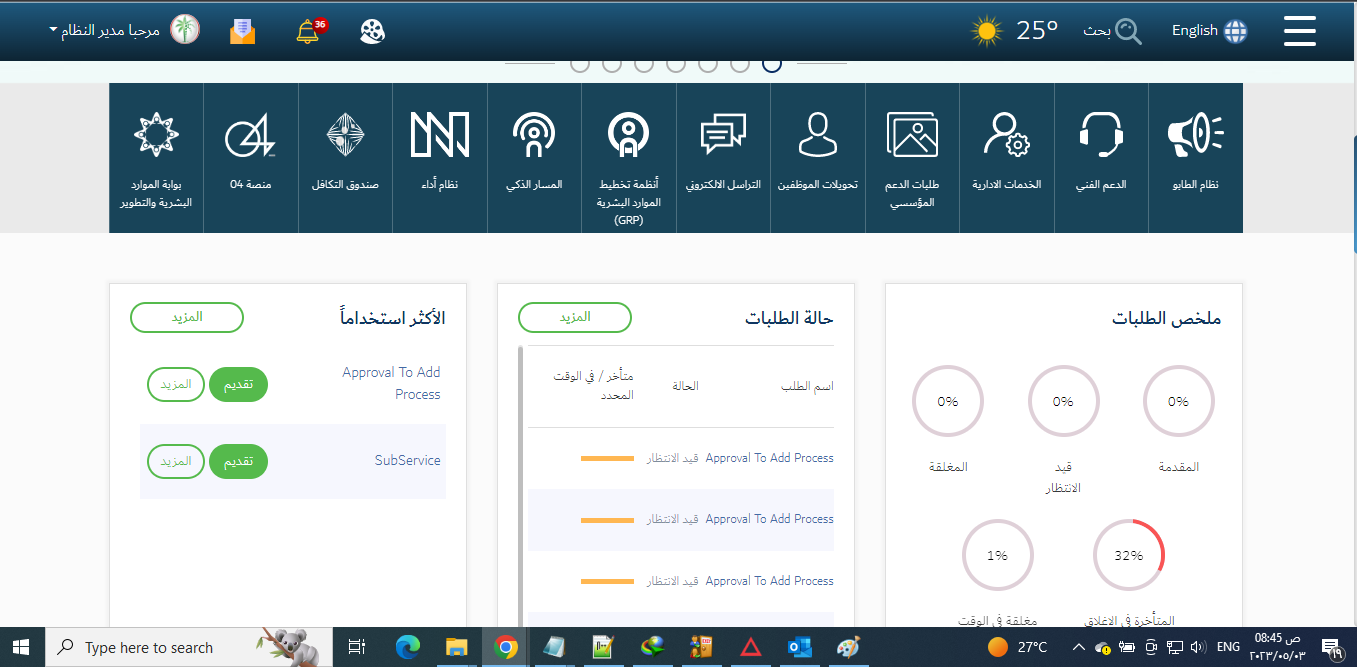 English
بحث
25°
36
مرحبا مدير النظام
نظام الطابو
الدعم الفني
الخدمات الادارية
طلبات الدعم
المؤسسي
تحويلات الموظفين
التراسل الالكتروني
أنظمة تخطيط
الموارد البشرية
(GRP)
المسار الذكي
نظام أداء
صندوق التكافل
منصة O4
بوابة الموارد
البشرية والتطوير
ملخص الطلبات
0%
0%
0%
المقدمة
قيد
الانتظار
المغلقة
32%
1%
المتأخرة في الاغلاق
مغلقة في الوقت
حالة الطلبات
المزيد
اسم الطلب
الحالة
متأخر / في الوقت
المحدد
Approval To Add Process
قيد الانتظار
Approval To Add Process
قيد الانتظار
Approval To Add Process
قيد الانتظار
الأكثر استخداماً
المزيد
Approval To Add
Process
تقديم
المزيد
SubService
تقديم
المزيد
Type here to search
27°C
ENG
08:45 ص
٢٠٢٣/٠٥/٠٣
١٩